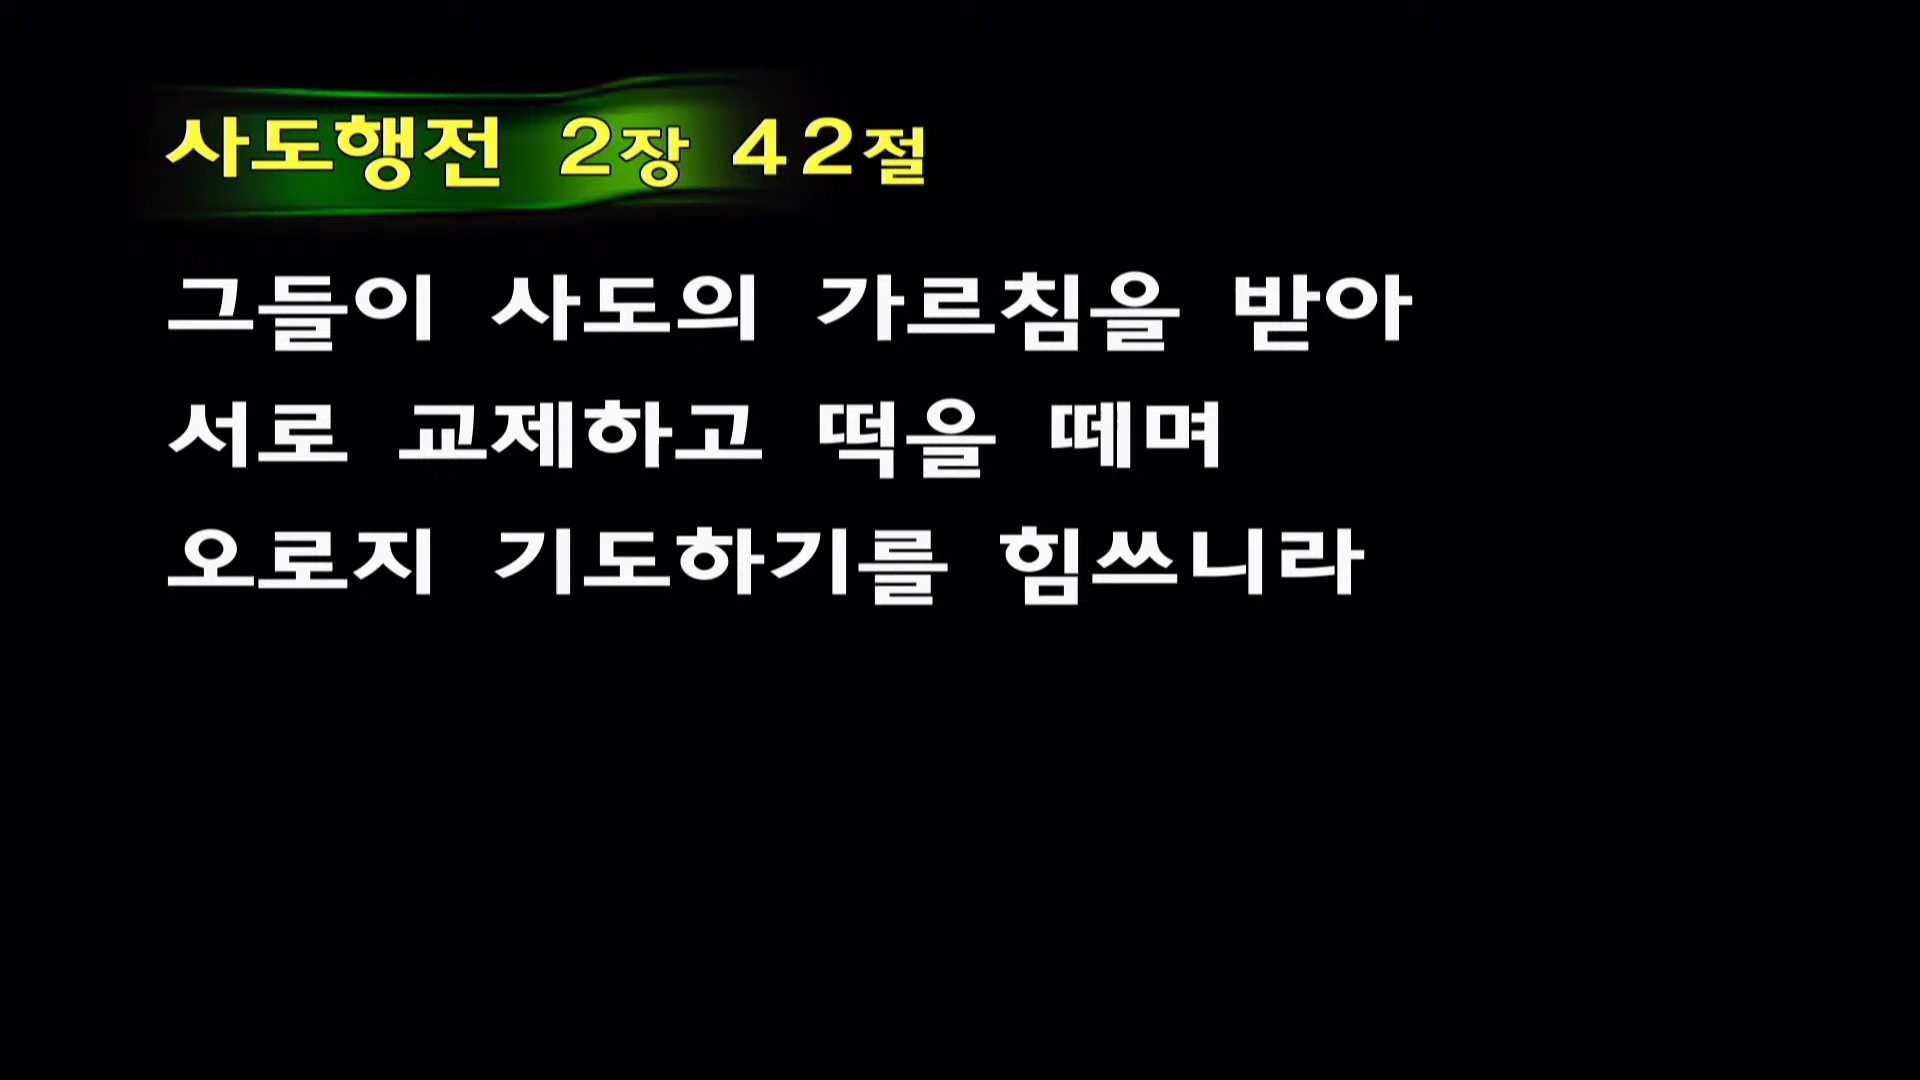 사도행전 2장 42절
그들이 사도의 가르침을 받아
서로 교제하고 떡을 떼며
오로지 기도하기를 힘쓰니라